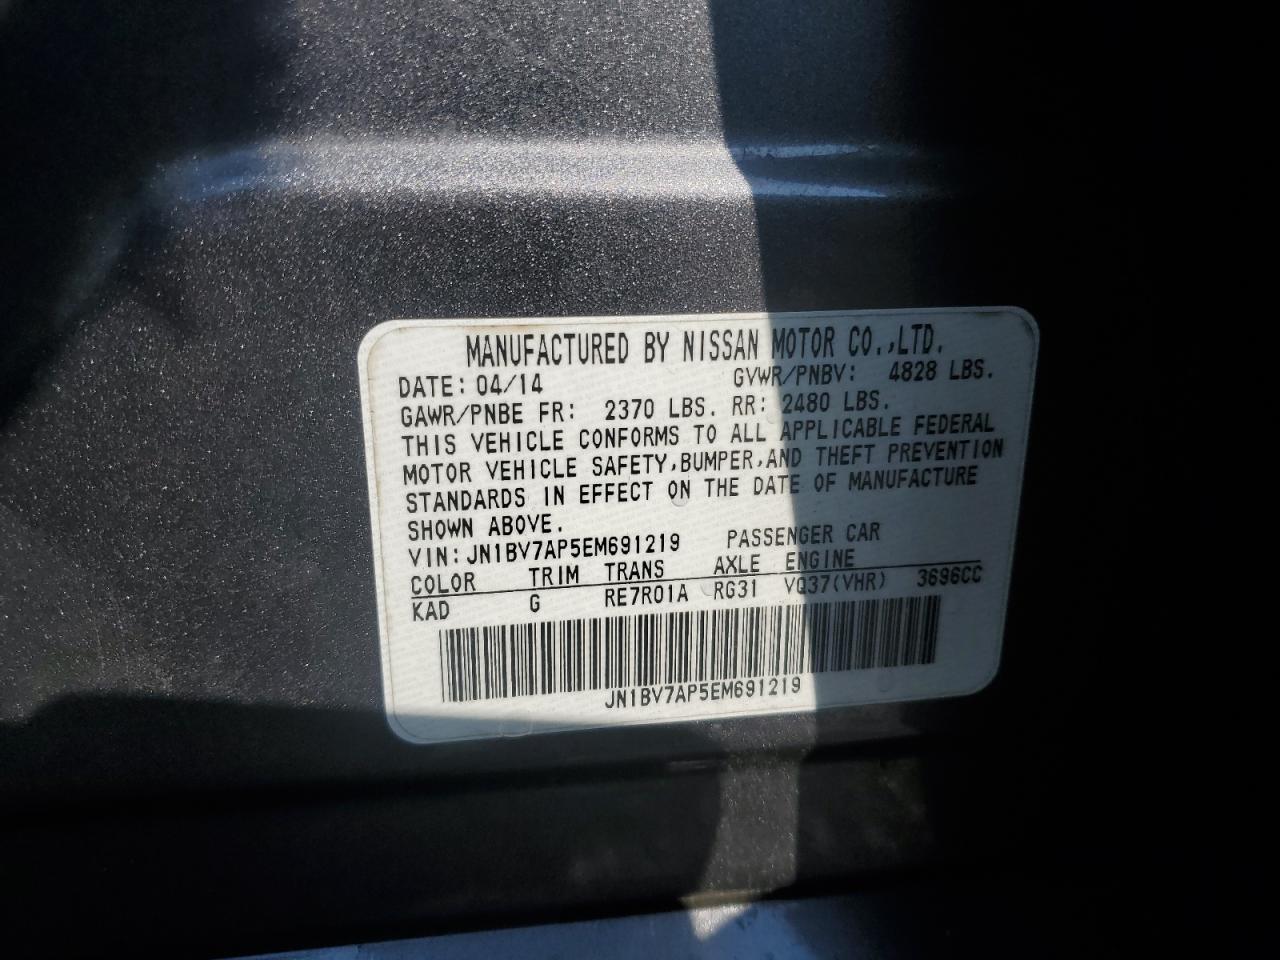 MANUFACTURED BY NISSAN MOTOR CO.,LTD.
DATE: 04/14 GVWR/PNBV: 4828 LBS.
GAWR/PNBE FR: 2370 LBS. RR: 2480 LBS.
THIS VEHICLE CONFORMS TO ALL APPLICABLE FEDERAL
MOTOR VEHICLE SAFETY,BUMPER,AND THEFT PREVENTION
STANDARDS IN EFFECT ON THE DATE OF MANUFACTURE
SHOWN ABOVE.
VIN: JN1BV7AP5EM691219 PASSENGER CAR
COLOR TRIM TRANS AXLE ENGINE
KAD G RE7R01A RG31 VQ37(VHR) 3696CC
JN1BV7AP5EM691219